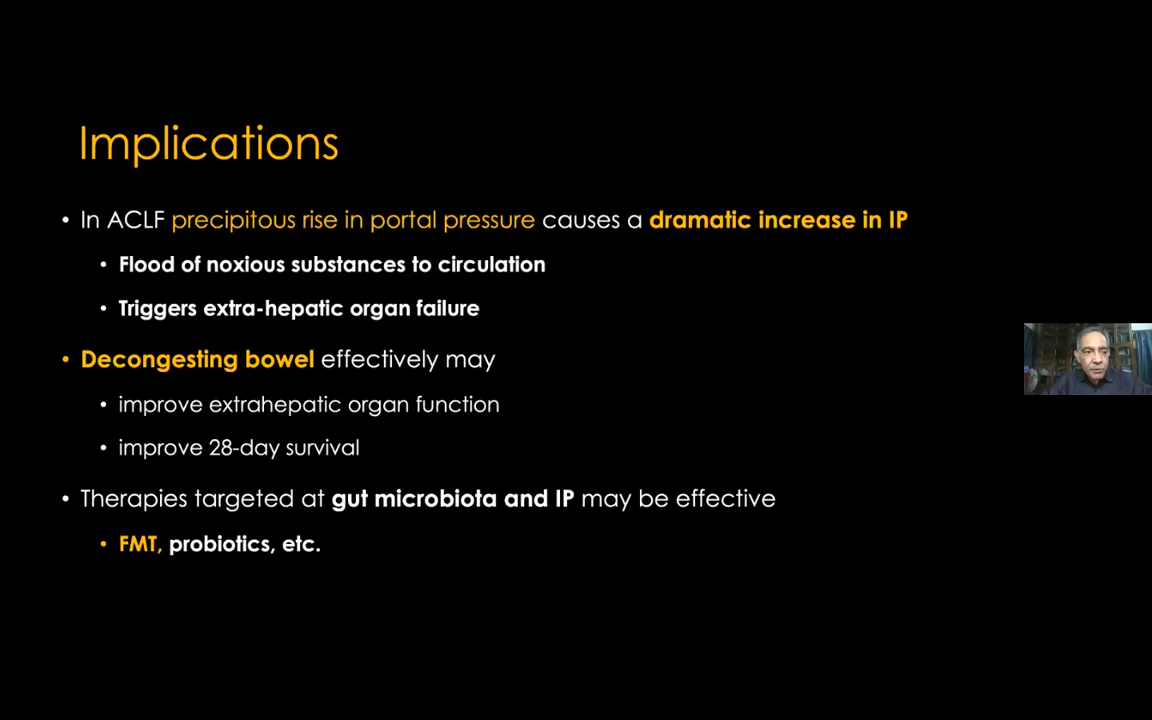 Implications
• In ACLF precipitous rise in portal pressure causes a dramatic increase in IP
• Flood of noxious substances to circulation
• Triggers extra-hepatic organ failure
• Decongesting bowel effectively may
• improve extrahepatic organ function
• improve 28-day survival
• Therapies targeted at gut microbiota and IP may be effective
• FMT, probiotics, etc.